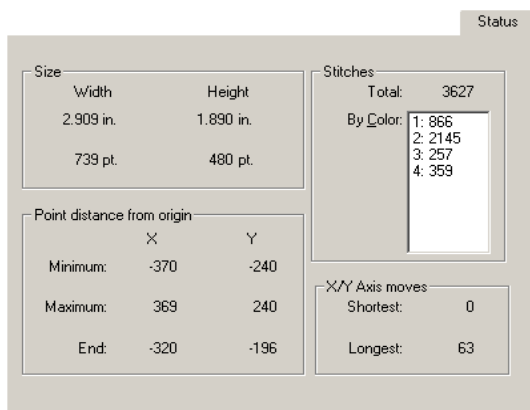 Status
Size
Width Height
2.909 in. 1.890 in.
739 pt. 480 pt.
Point distance from origin
X Y
Minimum: -370 -240
Maximum: 369 240
End: -320 -196
Stitches
Total: 3627
By Color:
1: 866
2: 2145
3: 257
4: 359
X/Y Axis moves
Shortest: 0
Longest: 63